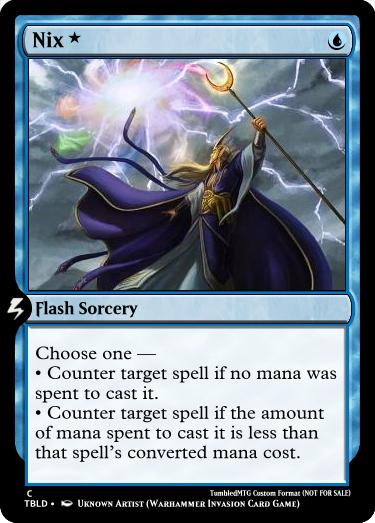 Nix ★
Flash Sorcery
Choose one —
• Counter target spell if no mana was
spent to cast it.
• Counter target spell if the amount
of mana spent to cast it is less than
that spell's converted mana cost.
C
TumbledMTG Custom Format (NOT FOR SALE)
TBLD • Uknown Artist (Warhammer Invasion Card Game)